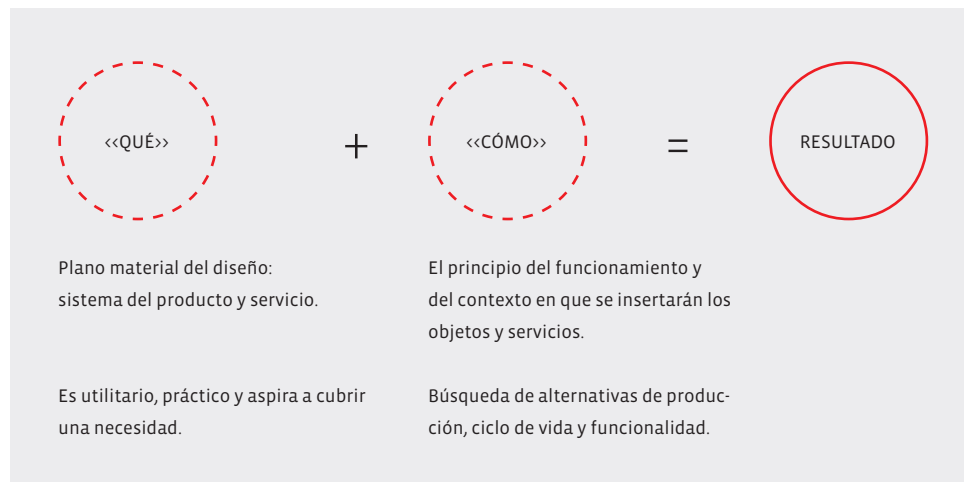 ‹‹QUÉ›› + ‹‹CÓMO›› = RESULTADO
Plano material del diseño:
sistema del producto y servicio.
Es utilitario, práctico y aspira a cubrir
una necesidad.
El principio del funcionamiento y
del contexto en que se insertarán los
objetos y servicios.
Búsqueda de alternativas de produc-
ción, ciclo de vida y funcionalidad.